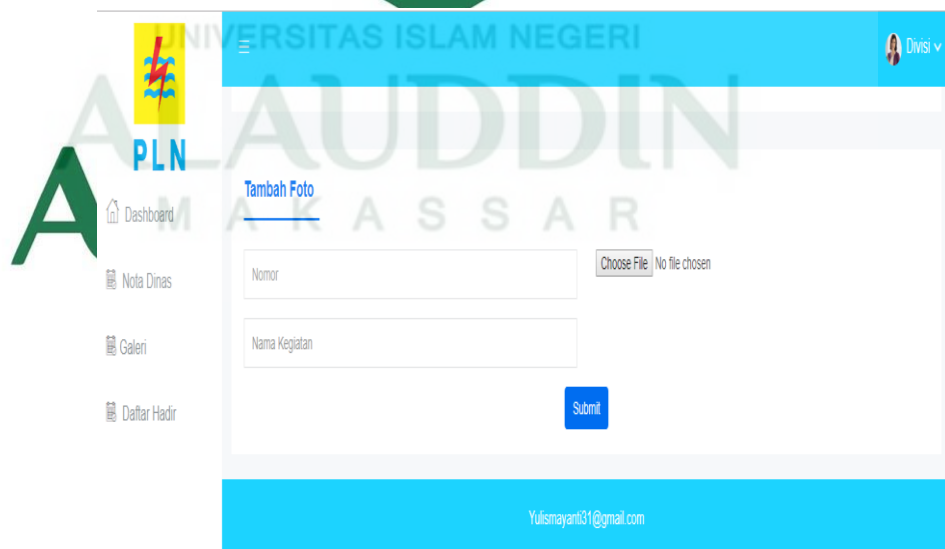 UNIVERSITAS ISLAM NEGERI
ALAUDDIN
MAKASSAR
PLN
Divisi
Dashboard
Nota Dinas
Galeri
Daftar Hadir
Tambah Foto
Nomor
Choose File No file chosen
Nama Kegiatan
Submit
Yulismayanti31@gmail.com